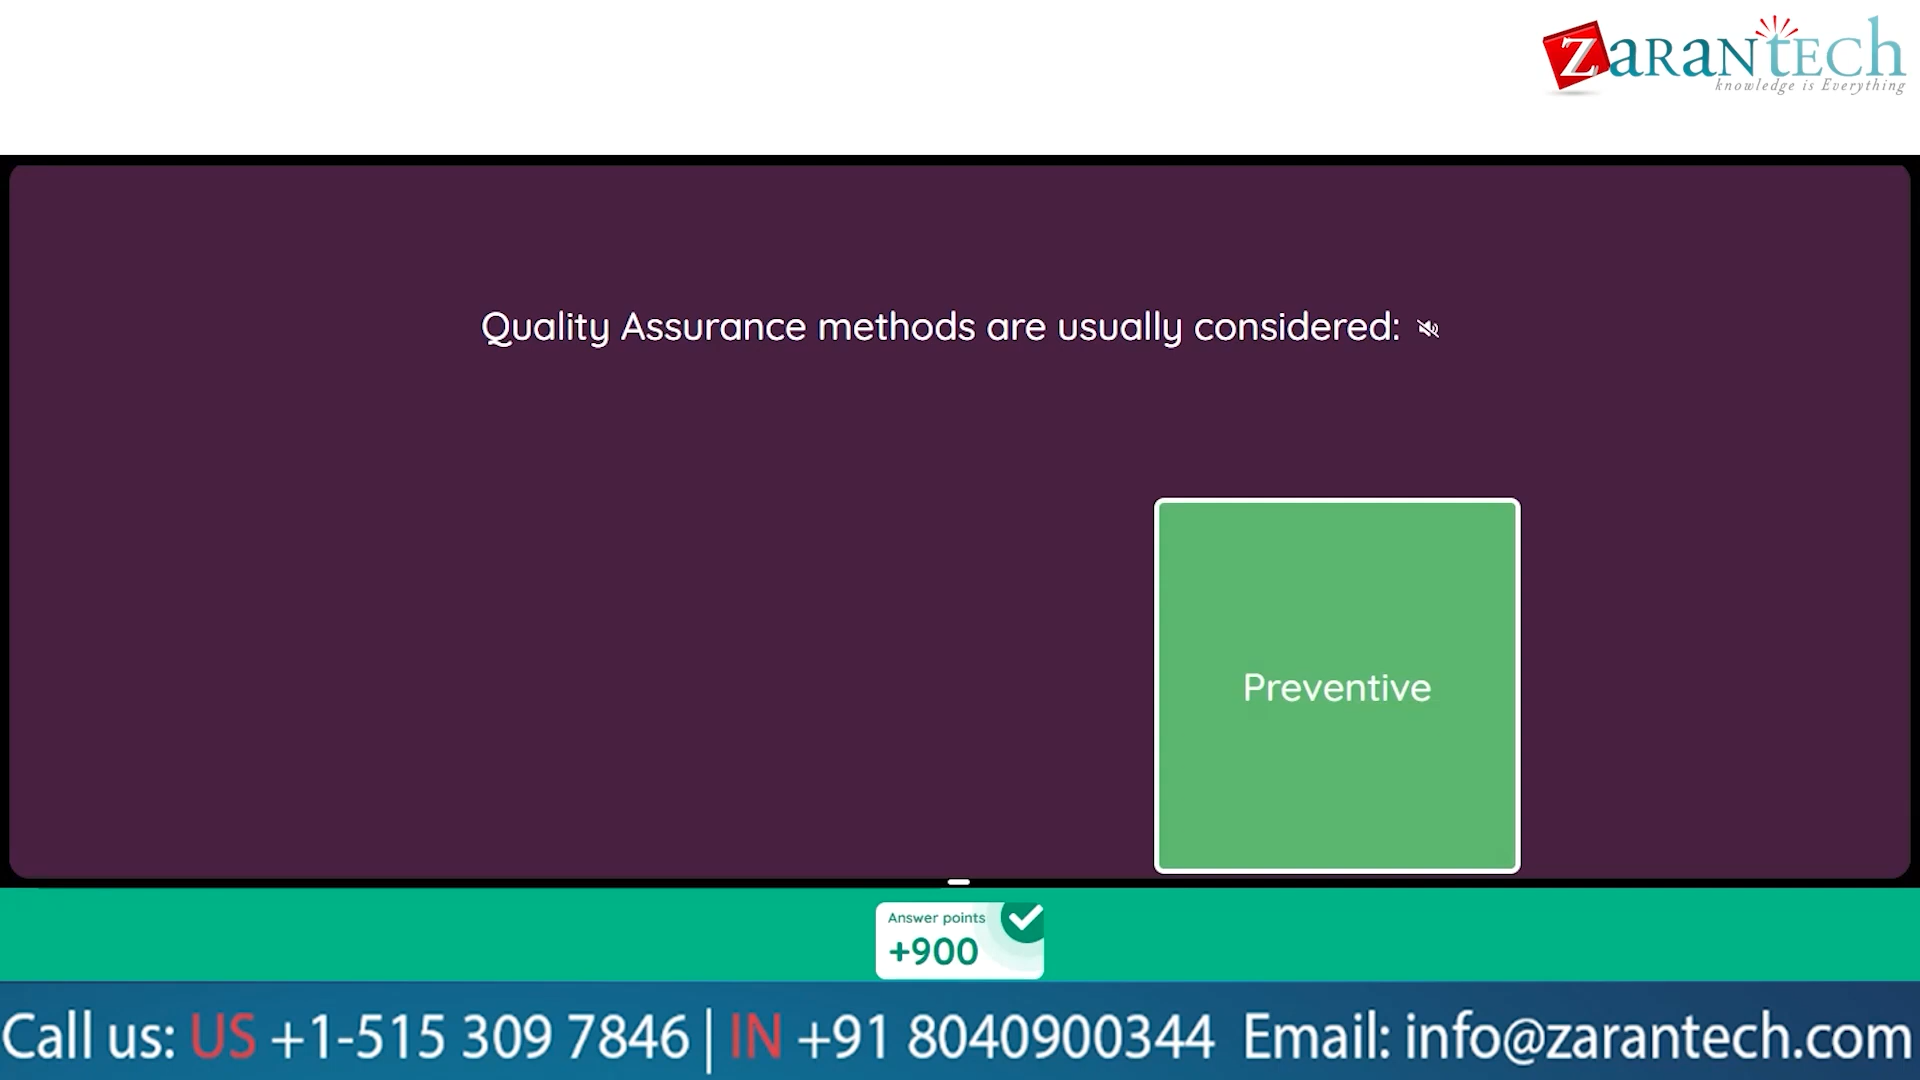 ZaranTech
knowledge is Everything
Quality Assurance methods are usually considered:
Preventive
Answer points
+900
Call us: US +1-515 309 7846 | IN +91 8040900344 Email: info@zarantech.com